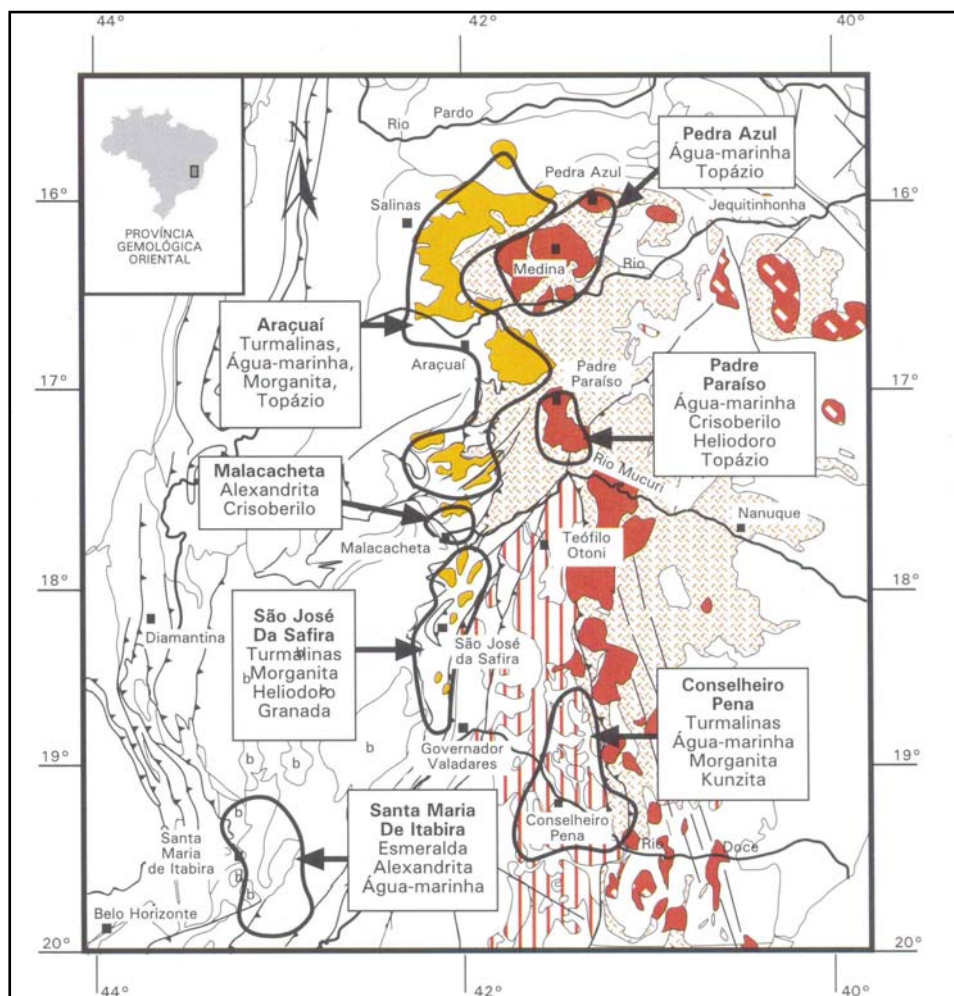 44°
42°
40°
N
PROVÍNCIA
GEMOLÓGICA
ORIENTAL
Rio
Pardo
Pedra Azul
Água-marinha
Topázio
Pedra Azul
Jequitinhonha
16°
16°
Salinas
Medina
Rio
Araçuaí
Turmalinas,
Água-marinha,
Morganita,
Topázio
Araçuaí
Padre
Paraíso
Padre
Paraíso
Água-marinha
Crisoberilo
Heliodoro
Topázio
17°
17°
Rio Mucuri
Malacacheta
Alexandrita
Crisoberilo
Nanuque
Malacacheta
Teófilo
Otoni
18°
18°
Diamantina
São José
Da Safira
Turmalinas
Morganita
Heliodoro
Granada
b
b
b
São José
da Safira
Conselheiro
Pena
Turmalinas
Água-marinha
Morganita
Kunzita
Governador
Valadares
b
b
b
19°
19°
Santa
Maria
de Itabira
b
b
b
b
Santa Maria
De Itabira
Esmeralda
Alexandrita
Água-marinha
Conselheiro
Pena
Rio
Doce
Belo Horizonte
20°
20°
44°
42°
40°